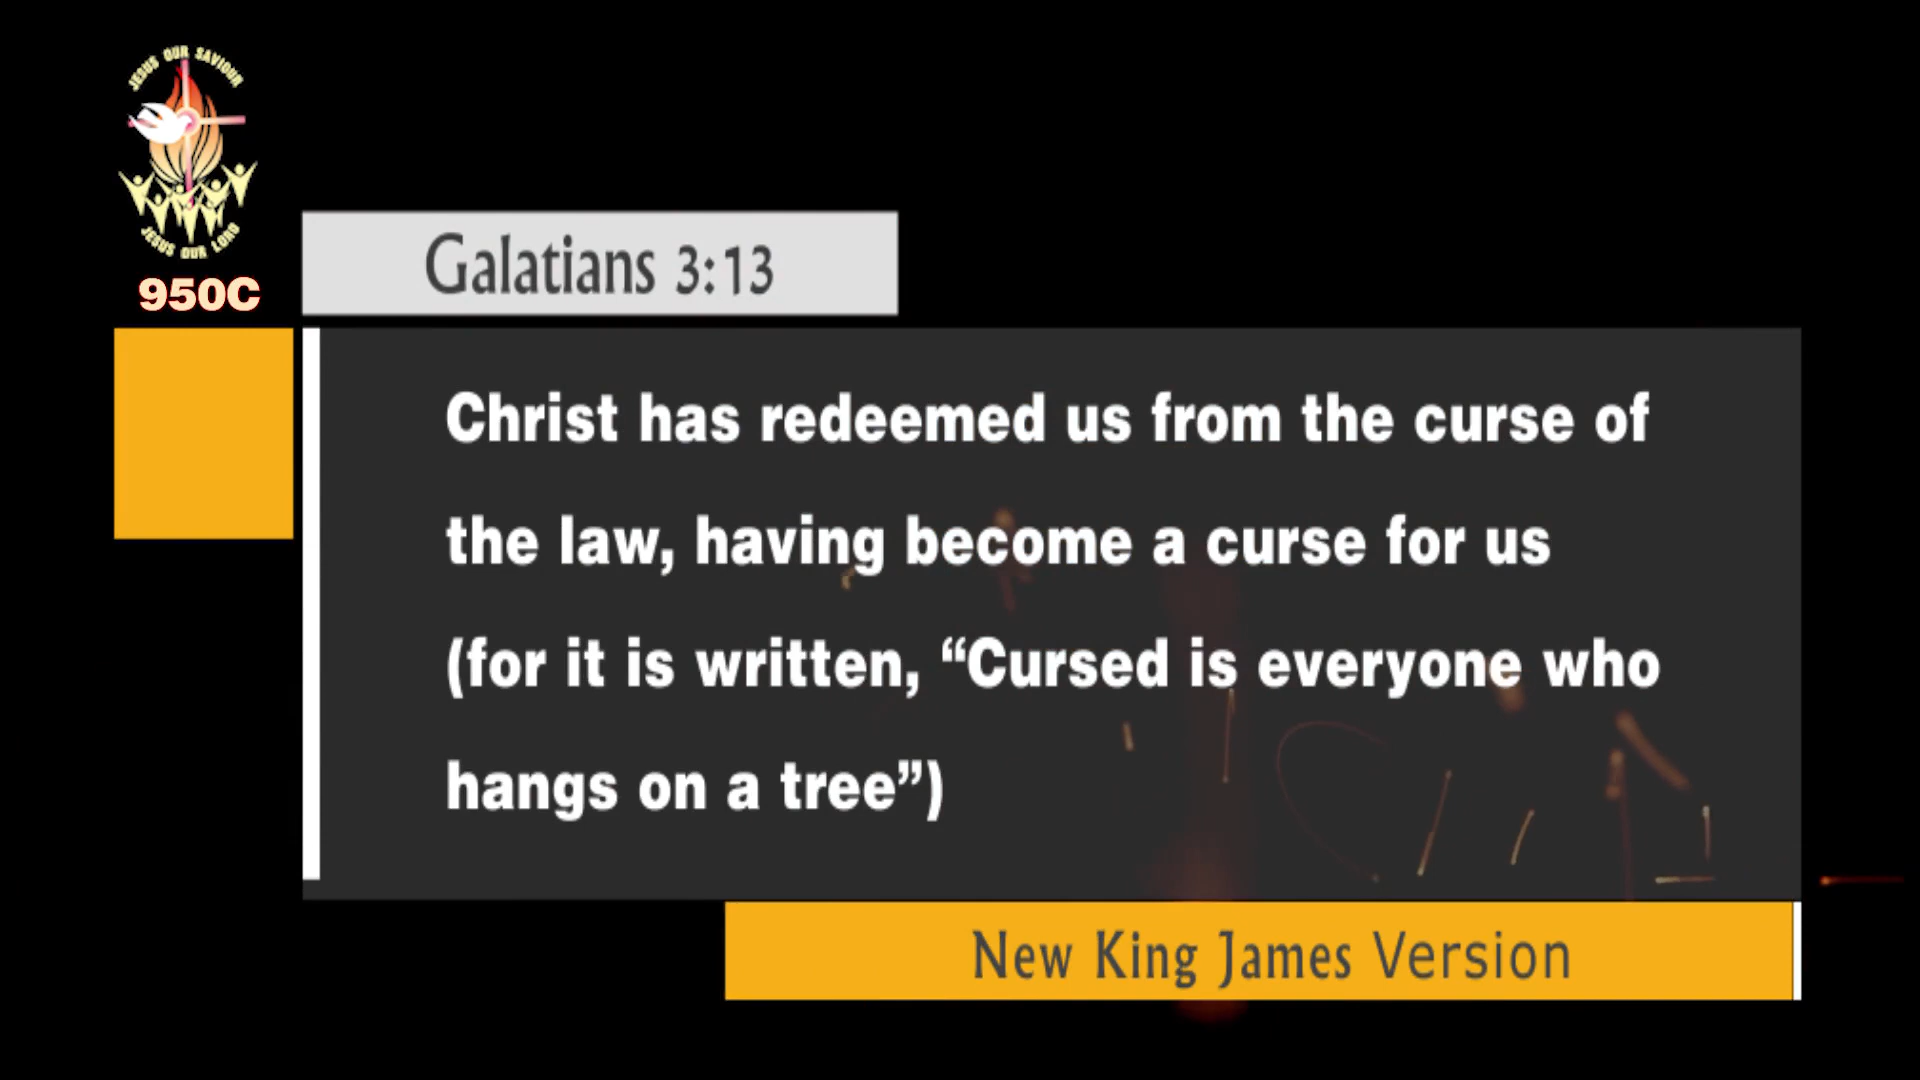 JESUS OUR SAVIOUR
JESUS OUR LORD
950C
Galatians 3:13
Christ has redeemed us from the curse of
the law, having become a curse for us
(for it is written, “Cursed is everyone who
hangs on a tree”)
New King James Version